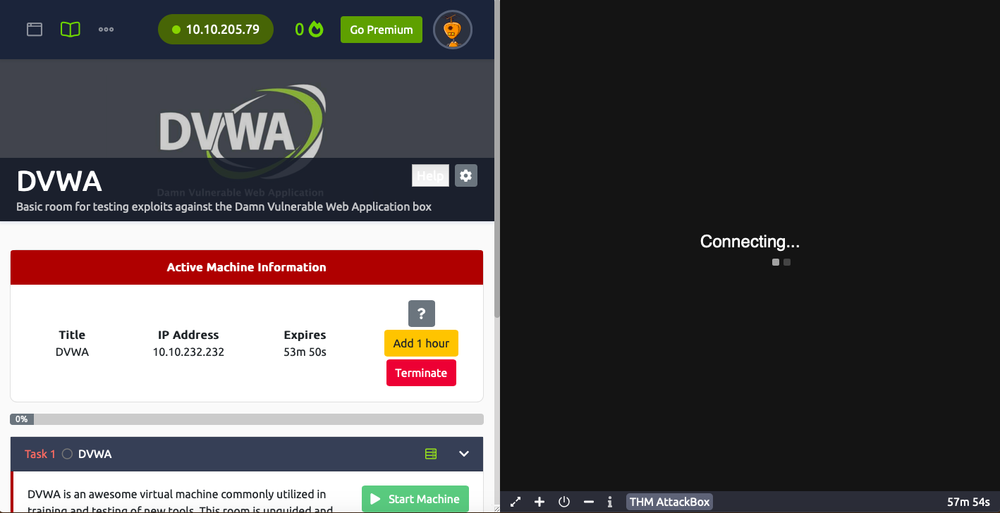 10.10.205.79
0
Go Premium
DVWA
Damn Vulnerable Web Application
DVWA
Help
Basic room for testing exploits against the Damn Vulnerable Web Application box
Active Machine Information
?
Title
IP Address
Expires
DVWA
10.10.232.232
53m 50s
Add 1 hour
Terminate
0%
Task 1
DVWA
DVWA is an awesome virtual machine commonly utilized in
training and testing of new tools. This room is unguided and
Start Machine
Connecting...
THM AttackBox
57m 54s